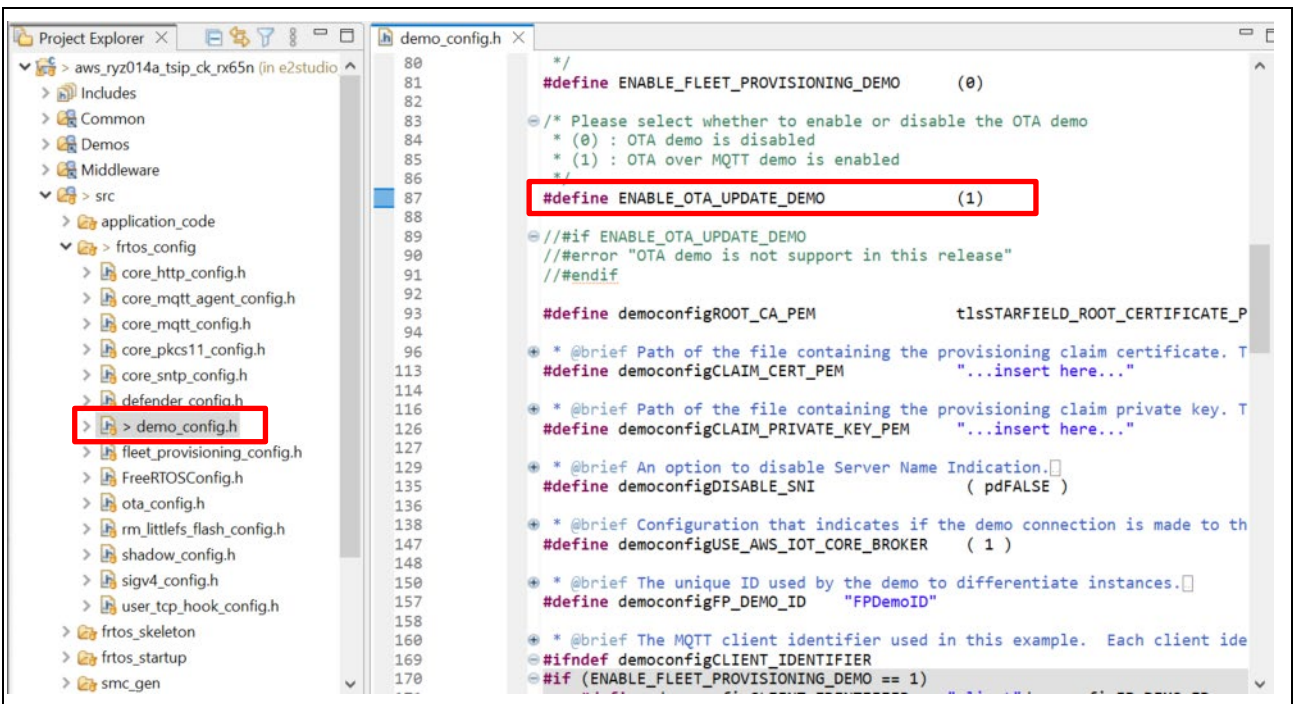 Project Explorer
aws_ryz014a_tsip_ck_rx65n (in e2studio
Includes
Common
Demos
Middleware
> src
application_code
> frtos_config
core_http_config.h
core_mqtt_agent_config.h
core_mqtt_config.h
core_pkcs11_config.h
core_sntp_config.h
defender_config.h
> demo_config.h
fleet_provisioning_config.h
FreeRTOSConfig.h
ota_config.h
rm_littlefs_flash_config.h
shadow_config.h
sigv4_config.h
user_tcp_hook_config.h
frtos_skeleton
frtos_startup
smc_gen
demo_config.h
80 */
81 #define ENABLE_FLEET_PROVISIONING_DEMO (0)
82
83 /* Please select whether to enable or disable the OTA demo
84 * (0) : OTA demo is disabled
85 * (1) : OTA over MQTT demo is enabled
86 */
87 #define ENABLE_OTA_UPDATE_DEMO (1)
88
89 //#if ENABLE_OTA_UPDATE_DEMO
90 //#error "OTA demo is not support in this release"
91 //#endif
92
93 #define democonfigROOT_CA_PEM tlsSTARFIELD_ROOT_CERTIFICATE_P
94
96 * @brief Path of the file containing the provisioning claim certificate. T
113 #define democonfigCLAIM_CERT_PEM "...insert here..."
114
116 * @brief Path of the file containing the provisioning claim private key. T
126 #define democonfigCLAIM_PRIVATE_KEY_PEM "...insert here..."
127
129 * @brief An option to disable Server Name Indication.
135 #define democonfigDISABLE_SNI ( pdFALSE )
136
138 * @brief Configuration that indicates if the demo connection is made to th
147 #define democonfigUSE_AWS_IOT_CORE_BROKER ( 1 )
148
150 * @brief The unique ID used by the demo to differentiate instances.
157 #define democonfigFP_DEMO_ID "FPDemoID"
158
160 * @brief The MQTT client identifier used in this example. Each client ide
169 #ifndef democonfigCLIENT_IDENTIFIER
170 #if (ENABLE_FLEET_PROVISIONING_DEMO == 1)